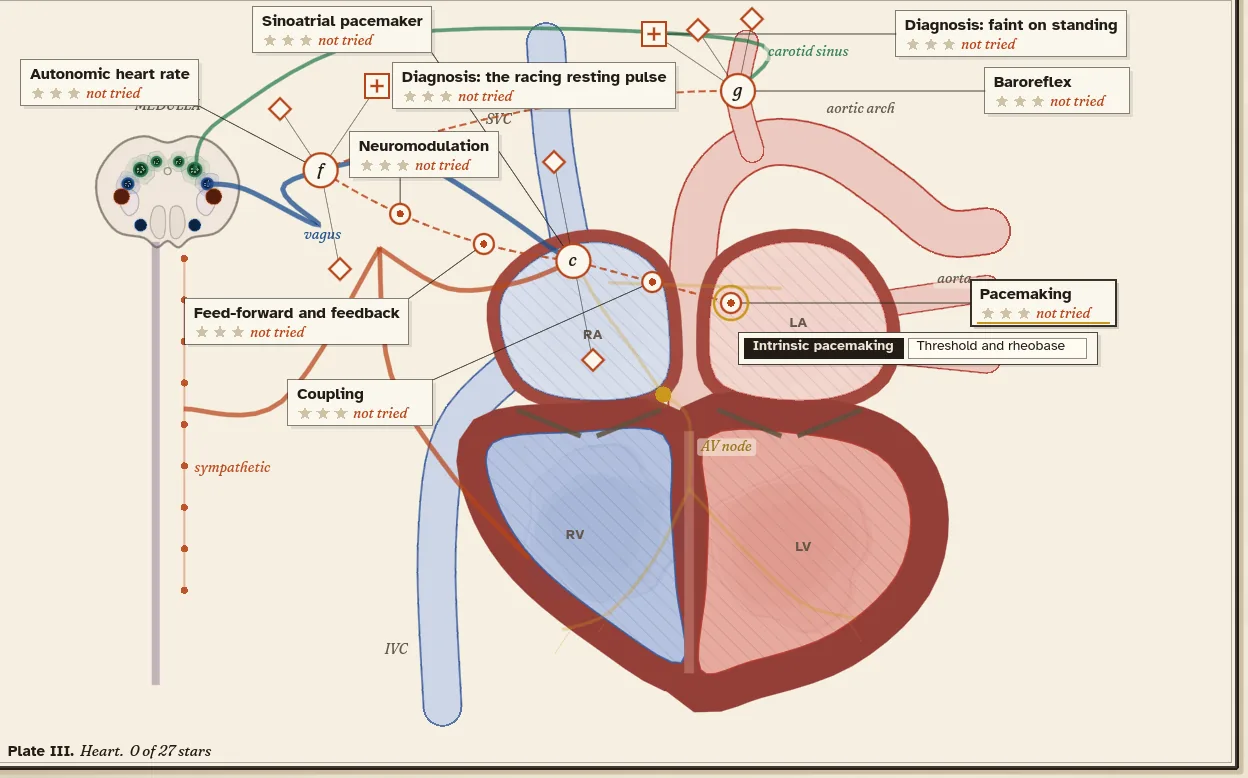 Sinoatrial pacemaker
not tried
Diagnosis: faint on standing
not tried
carotid sinus
Autonomic heart rate
not tried
MEDULLA
Diagnosis: the racing resting pulse
not tried
Baroreflex
not tried
g
aortic arch
SVC
Neuromodulation
not tried
f
vagus
c
aorta
Pacemaking
not tried
Feed-forward and feedback
not tried
LA
RA
Intrinsic pacemaking
Threshold and rheobase
Coupling
not tried
AV node
sympathetic
RV
LV
IVC
Plate III. Heart. 0 of 27 stars